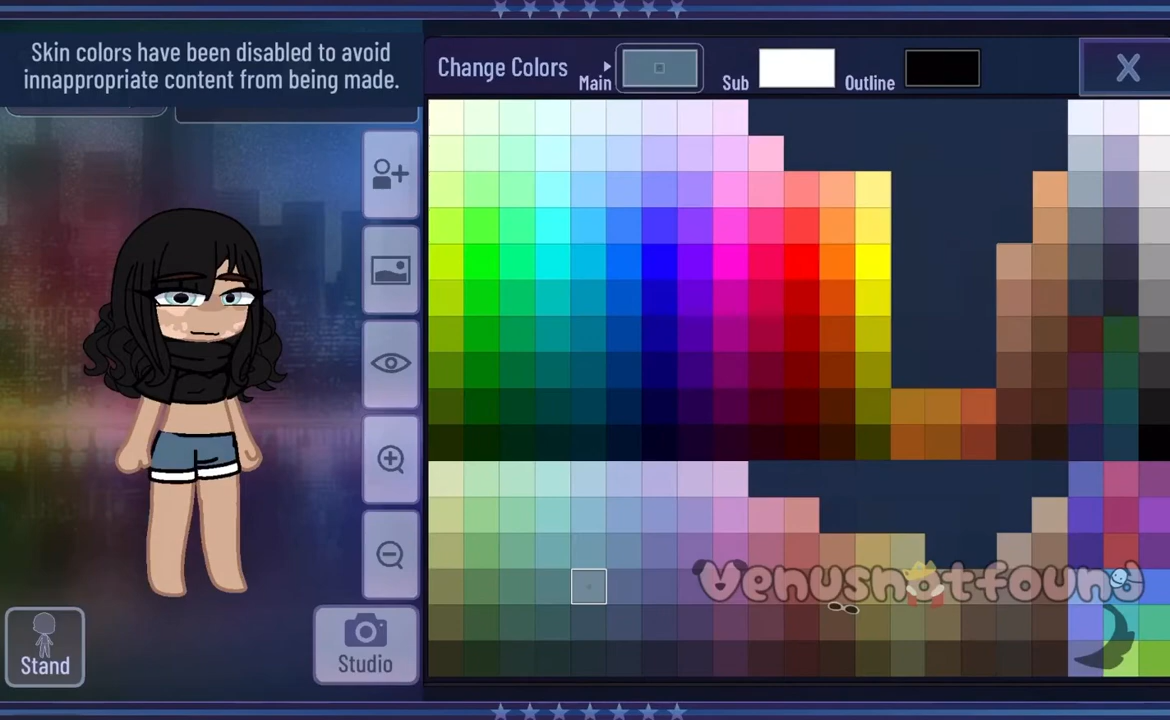 Skin colors have been disabled to avoid
innappropriate content from being made.
Change Colors
Main
Sub
Outline
X
Venusnotfound
Stand
Studio